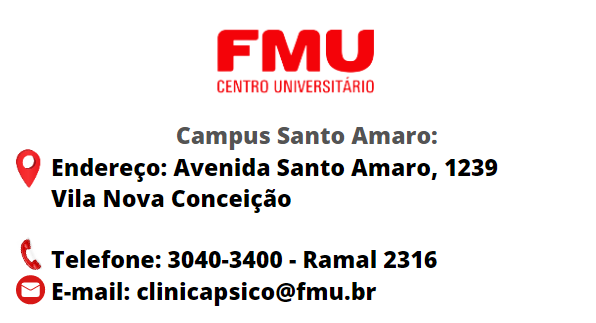 FMU
CENTRO UNIVERSITÁRIO
Campus Santo Amaro:
Endereço: Avenida Santo Amaro, 1239
Vila Nova Conceição
Telefone: 3040-3400 - Ramal 2316
E-mail: clinicapsico@fmu.br